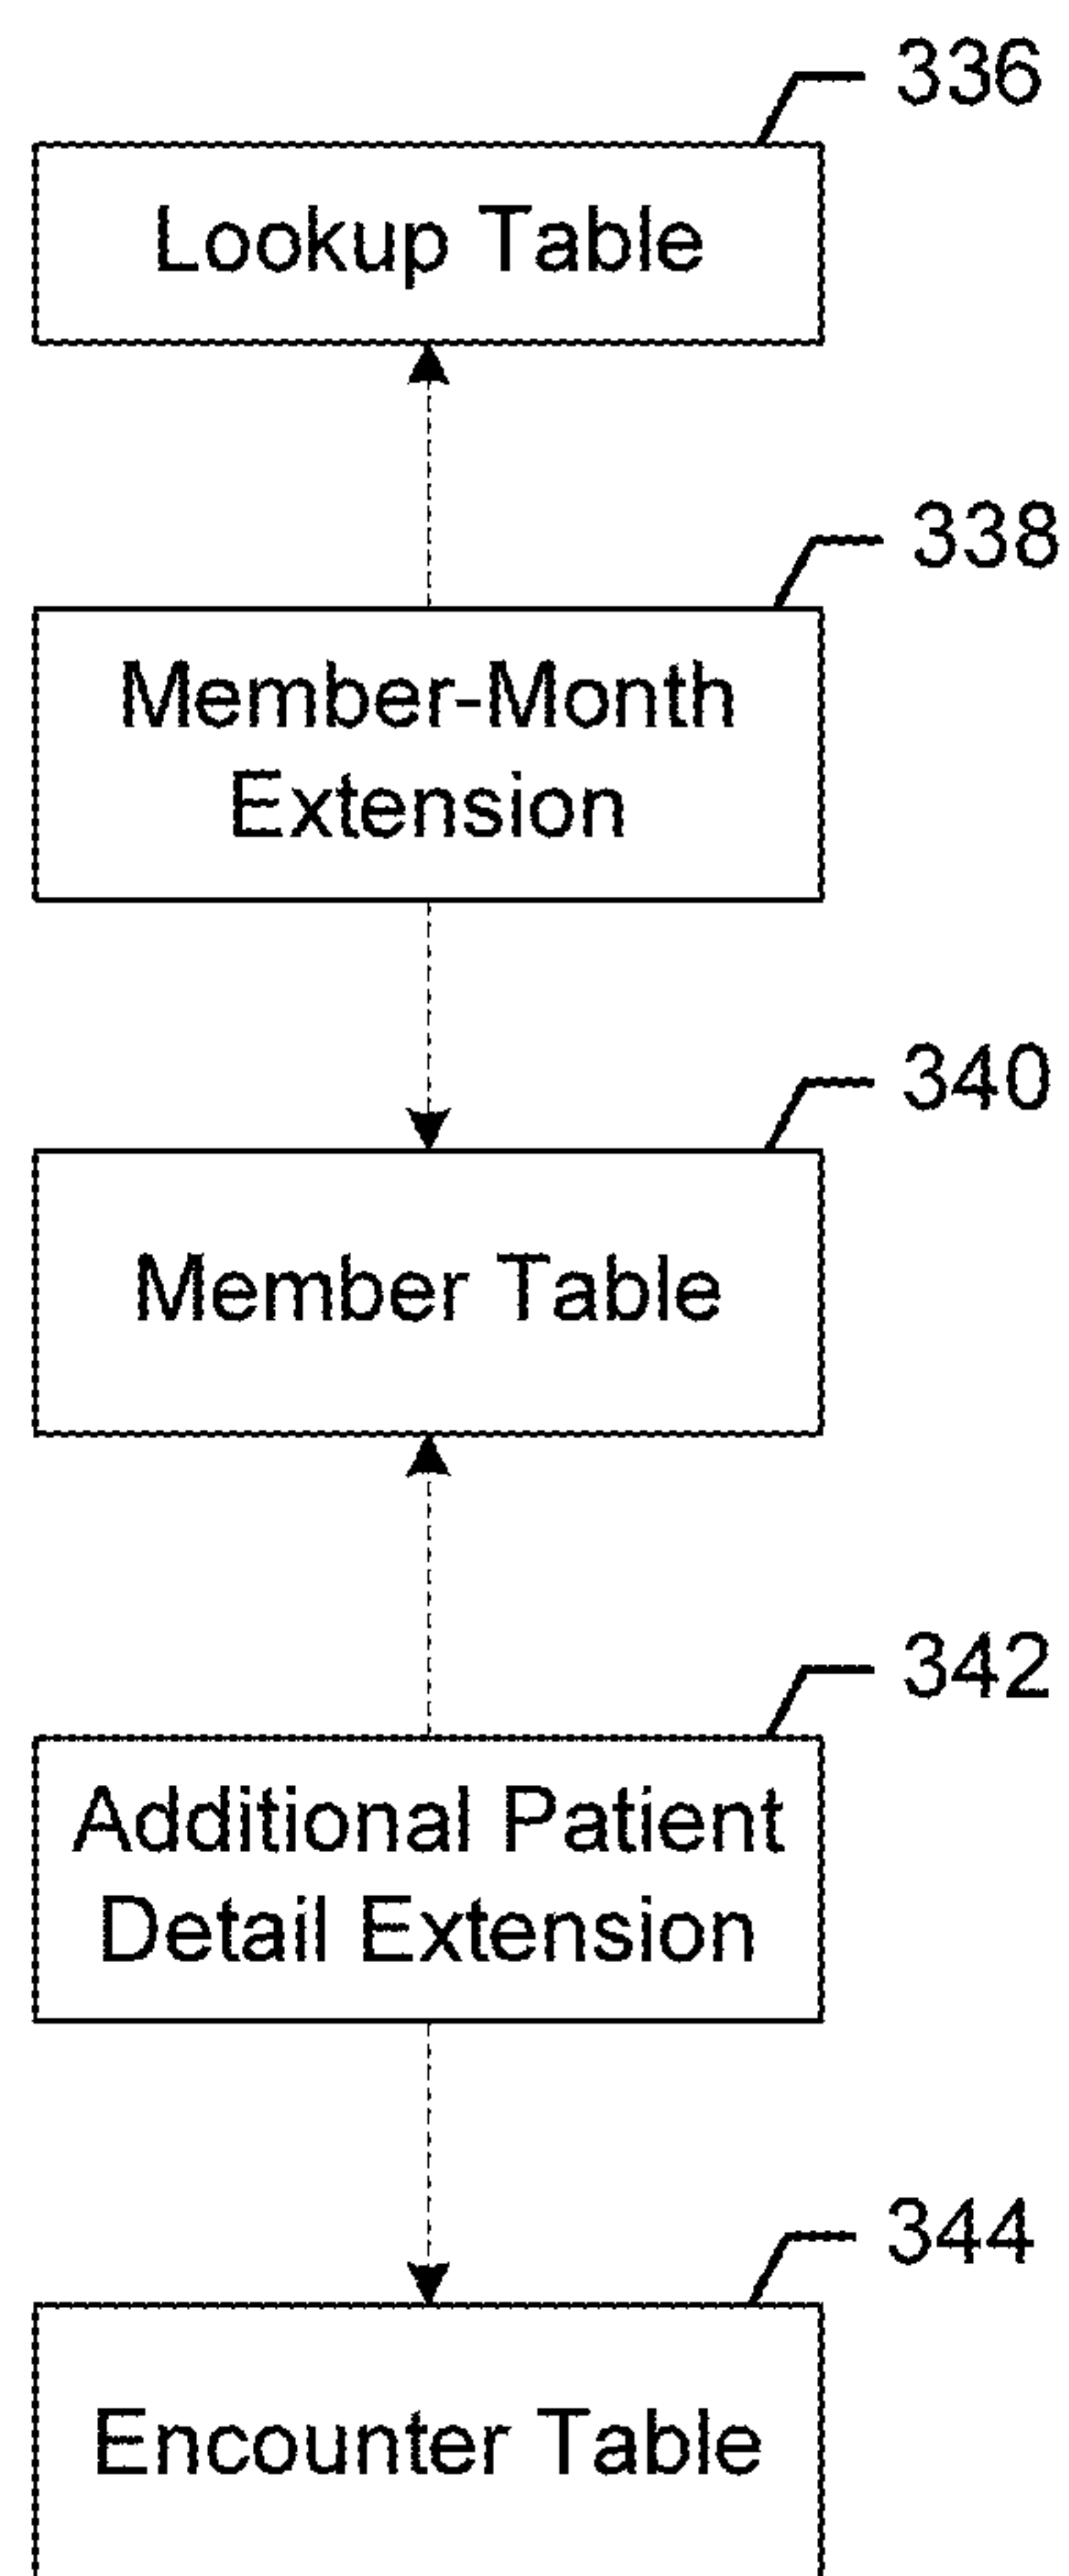 336
Lookup Table
338
Member-Month
Extension
340
Member Table
342
Additional Patient
Detail Extension
344
Encounter Table